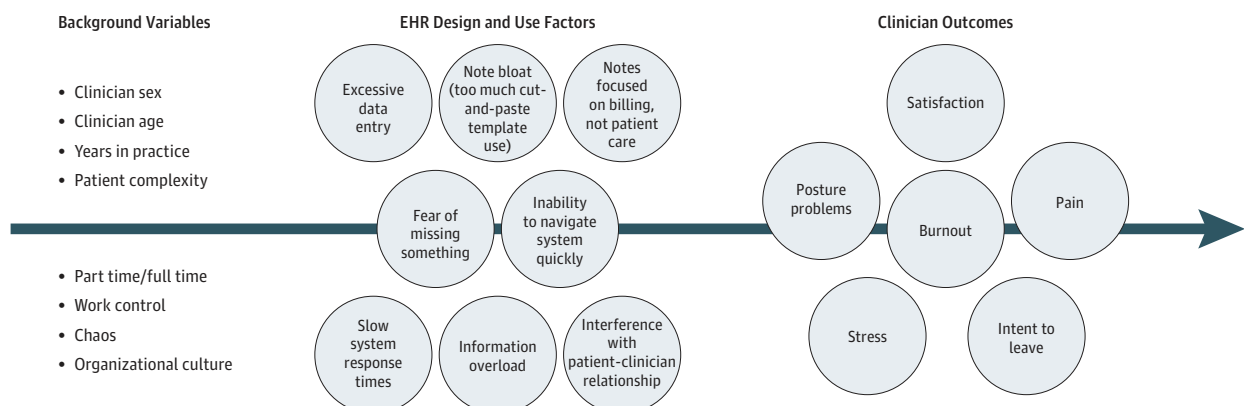 Background Variables
• Clinician sex
• Clinician age
• Years in practice
• Patient complexity
• Part time/full time
• Work control
• Chaos
• Organizational culture
EHR Design and Use Factors
Excessive
data
entry
Note bloat
(too much cut-
and-paste
template
use)
Notes
focused
on billing,
not patient
care
Fear of
missing
something
Inability
to navigate
system
quickly
Slow
system
response
times
Information
overload
Interference
with
patient-clinician
relationship
Clinician Outcomes
Satisfaction
Posture
problems
Burnout
Pain
Stress
Intent to
leave